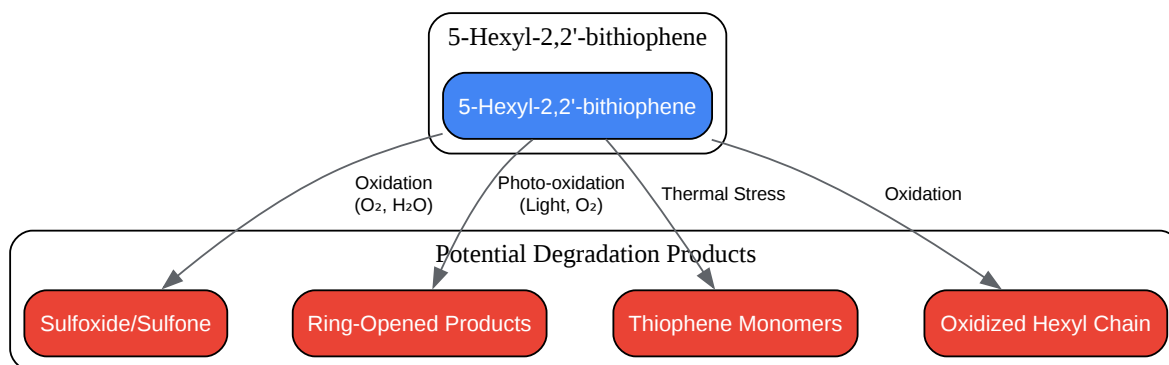 5-Hexyl-2,2'-bithiophene
5-Hexyl-2,2'-bithiophene
Oxidation
(O₂, H₂O)
Photo-oxidation
(Light, O₂)
Thermal Stress
Oxidation
Potential Degradation Products
Sulfoxide/Sulfone
Ring-Opened Products
Thiophene Monomers
Oxidized Hexyl Chain